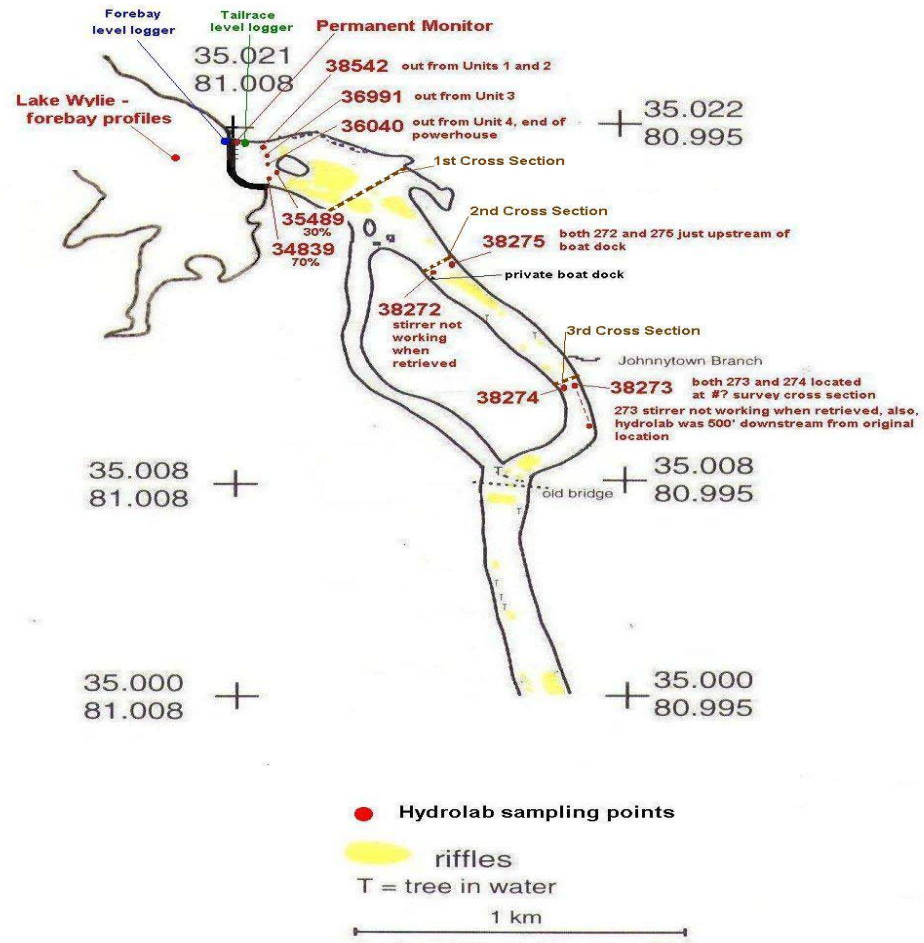 Forebay
level logger
Tailrace
level logger
Permanent Monitor
35.021
81.008
38542 out from Units 1 and 2
Lake Wylie -
forebay profiles
36991 out from Unit 3
36040 out from Unit 4, end of
powerhouse
35.022
80.995
1st Cross Section
35489
30%
34839
70%
2nd Cross Section
38275 both 272 and 275 just upstream of
boat dock
private boat dock
38272
stirrer not
working
when
retrieved
T
T
3rd Cross Section
Johnnytown Branch
38274
38273 both 273 and 274 located
at #? survey cross section
273 stirrer not working when retrieved, also,
hydrolab was 500' downstream from original
location
35.008
81.008
35.008
80.995
T
old bridge
T
T
T
T
35.000
81.008
35.000
80.995
Hydrolab sampling points
riffles
T = tree in water
1 km